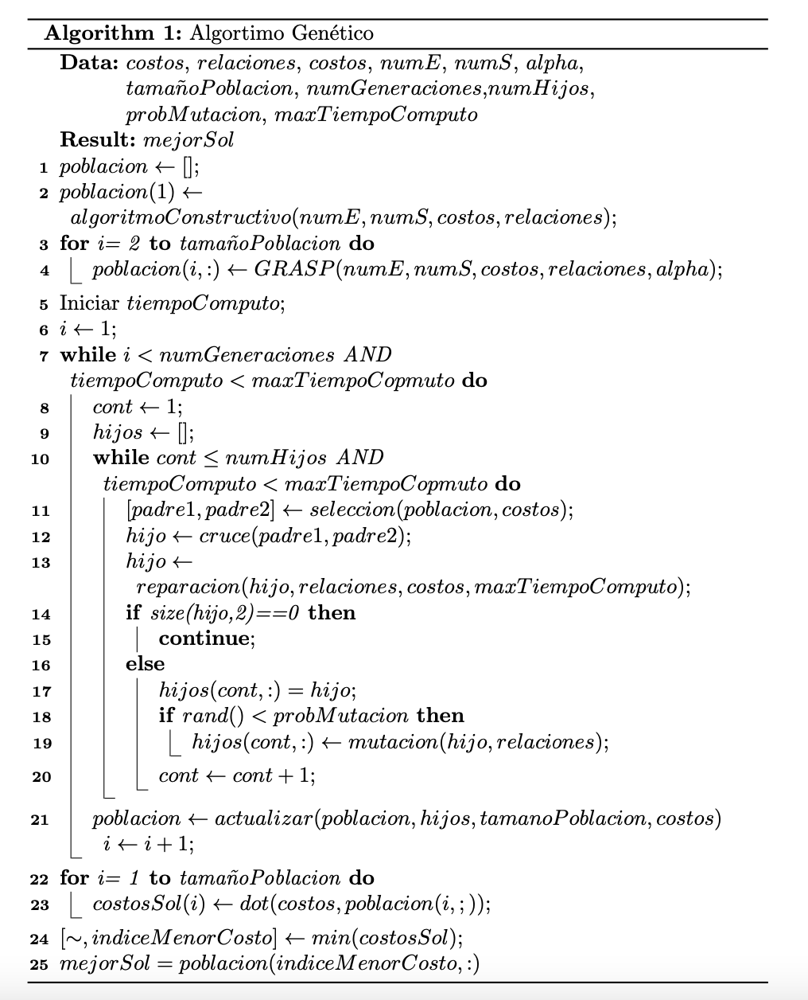 Algorithm 1: Algortimo Genético
Data: costos, relaciones, costos, numE, numS, alpha,
tamañoPoblacion, numGeneraciones,numHijos,
probMutacion, maxTiempoComputo
Result: mejorSol
1 poblacion ← [];
2 poblacion(1) ←
algoritmoConstructivo(numE, numS, costos, relaciones);
3 for i= 2 to tamañoPoblacion do
4 poblacion(i, :) ← GRASP(numE, numS, costos, relaciones, alpha);
5 Iniciar tiempoComputo;
6 i ← 1;
7 while i < numGeneraciones AND
tiempoComputo < maxTiempoCopmuto do
8 cont ← 1;
9 hijos ← [];
10 while cont ≤ numHijos AND
tiempoComputo < maxTiempoCopmuto do
11 [padre1, padre2] ← seleccion(poblacion, costos);
12 hijo ← cruce(padre1, padre2);
13 hijo ←
reparacion(hijo, relaciones, costos, maxTiempoComputo);
14 if size(hijo,2)==0 then
15 continue;
16 else
17 hijos(cont, :) = hijo;
18 if rand() < probMutacion then
19 hijos(cont, :) ← mutacion(hijo, relaciones);
20 cont ← cont + 1;
21 poblacion ← actualizar(poblacion, hijos, tamanoPoblacion, costos)
i ← i + 1;
22 for i= 1 to tamañoPoblacion do
23 costosSol(i) ← dot(costos, poblacion(i, ; ));
24 [∼, indiceMenorCosto] ← min(costosSol);
25 mejorSol = poblacion(indiceMenorCosto, :)